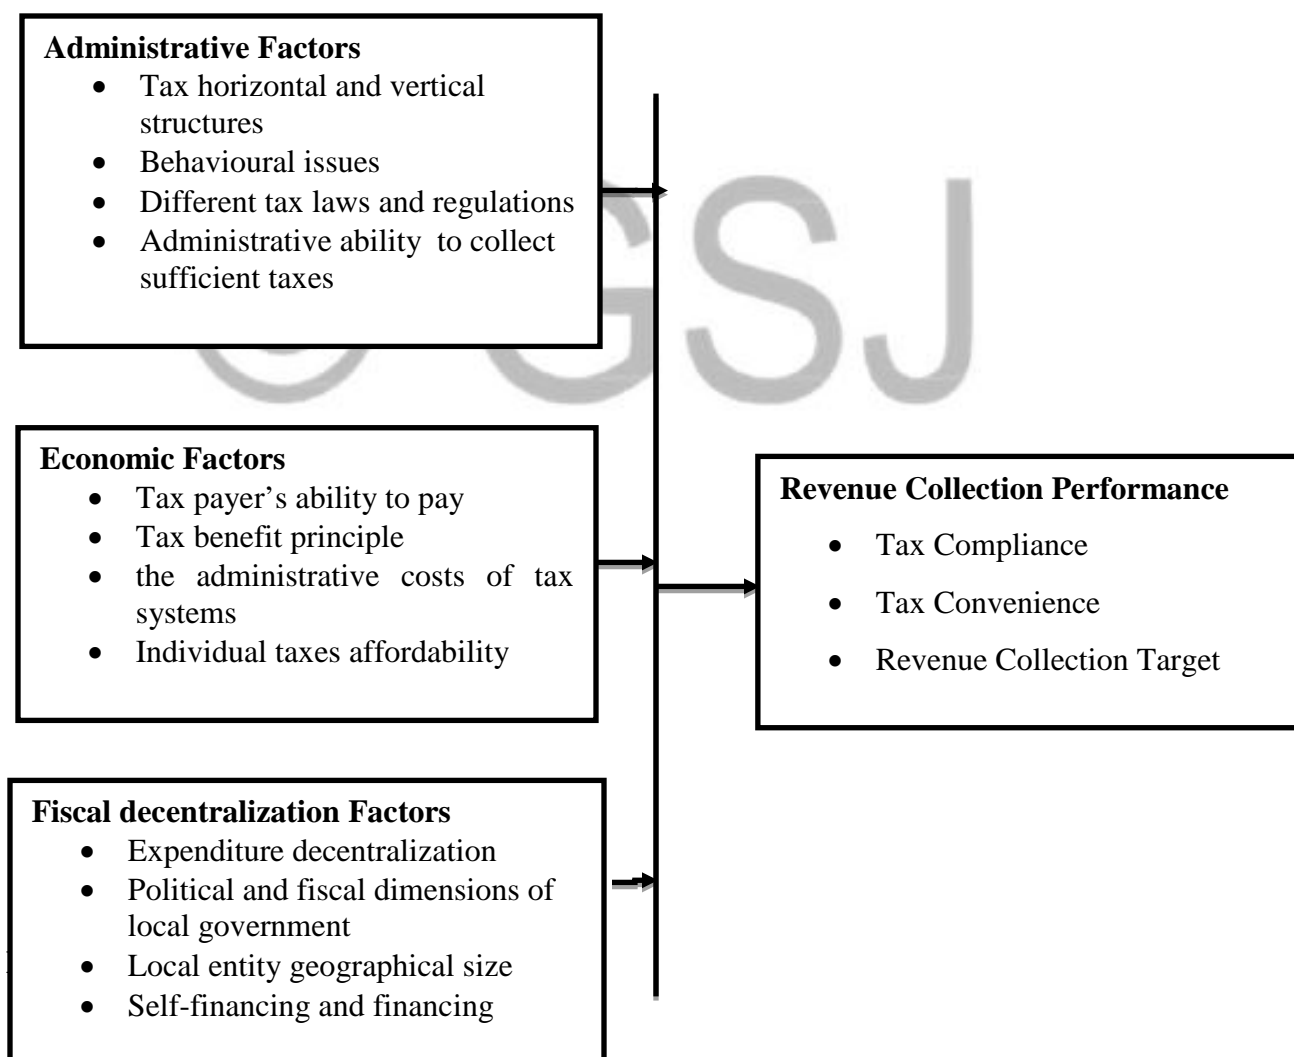 Administrative Factors
• Tax horizontal and vertical
structures
• Behavioural issues
• Different tax laws and regulations
• Administrative ability to collect
sufficient taxes
GSJ
Economic Factors
• Tax payer’s ability to pay
• Tax benefit principle
• the administrative costs of tax
systems
• Individual taxes affordability
Revenue Collection Performance
• Tax Compliance
• Tax Convenience
• Revenue Collection Target
Fiscal decentralization Factors
• Expenditure decentralization
• Political and fiscal dimensions of
local government
• Local entity geographical size
• Self-financing and financing